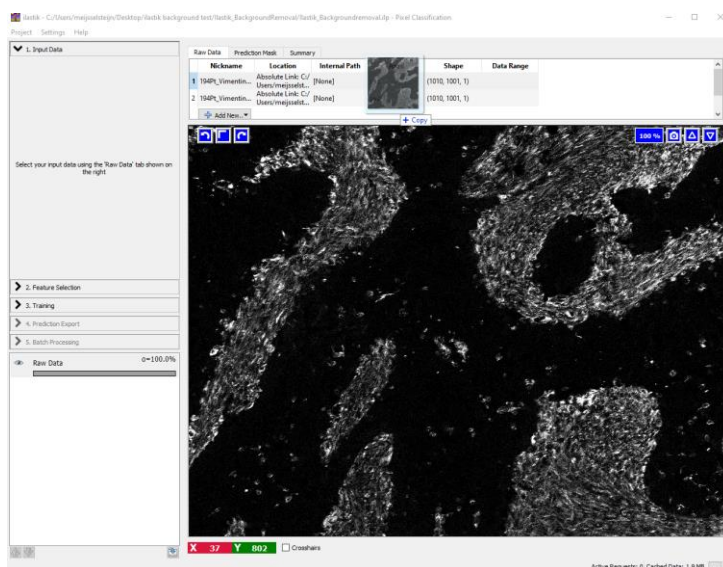 ilastik - C:/Users/meijsselsteijn/Desktop/ilastik background test/Ilastik_BackgroundRemoval/Ilastik_Backgroundremoval.ilp - Pixel Classification
Project Settings Help
1. Input Data
Select your input data using the 'Raw Data' tab shown on
the right
2. Feature Selection
3. Training
4. Prediction Export
5. Batch Processing
Raw Data
α=100.0%
Raw Data Prediction Mask Summary
Nickname Location Internal Path Shape Data Range
1 194Pt_Vimentin... Absolute Link: C:/
Users/meijsselst... [None] (1010, 1001, 1)
2 194Pt_Vimentin... Absolute Link: C:/
Users/meijsselst... [None] (1010, 1001, 1)
Add New...
+ Copy
100 %
X 37 Y 802 Crosshairs
Active Requests: 0, Cached Data: 1.9 MB